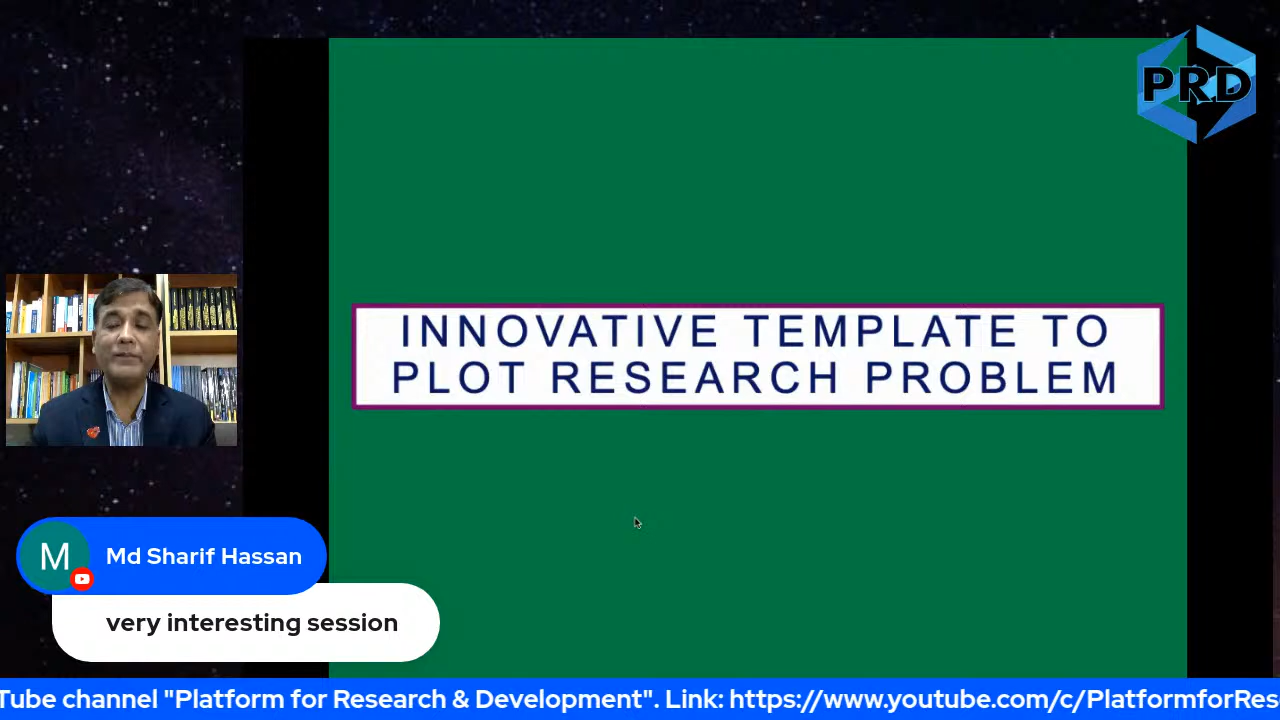 PRD
INNOVATIVE TEMPLATE TO
PLOT RESEARCH PROBLEM
M
Md Sharif Hassan
very interesting session
Tube channel "Platform for Research & Development". Link: https://www.youtube.com/c/PlatformforRes